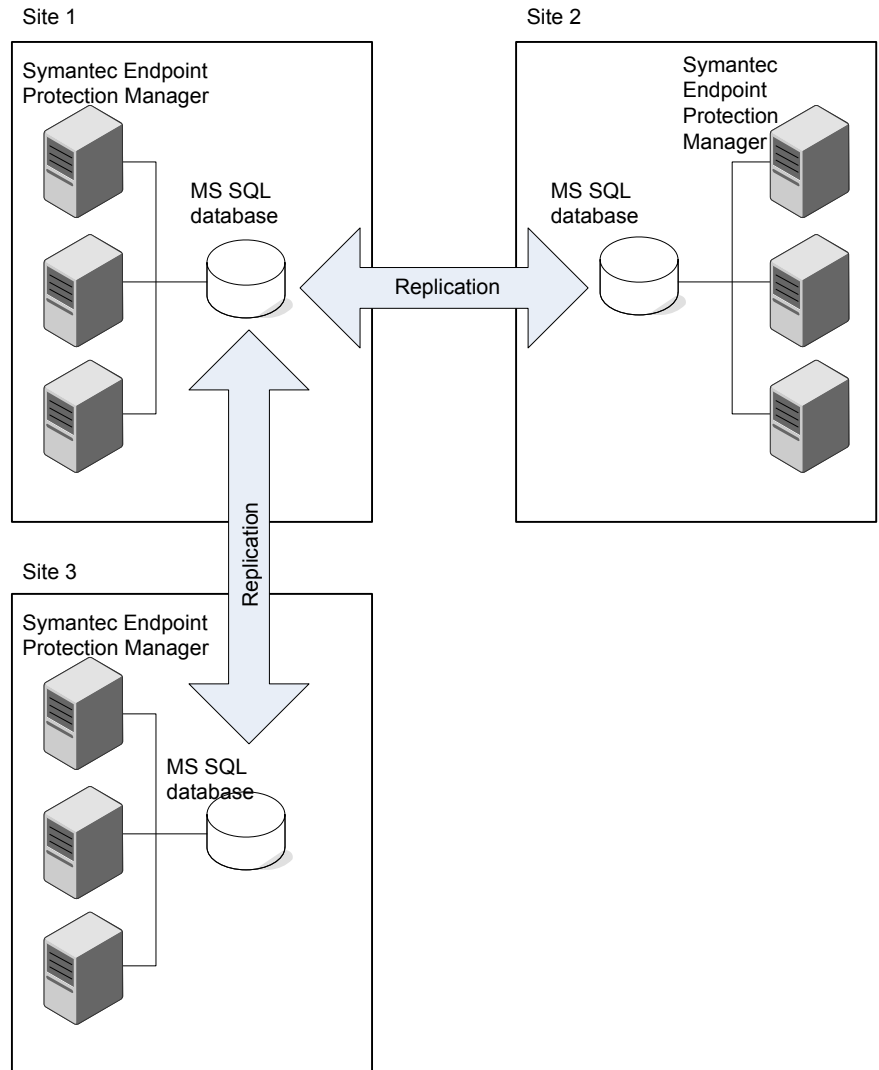 Site 1
Symantec Endpoint
Protection Manager
MS SQL
database
Replication
Site 2
Symantec
Endpoint
Protection
Manager
MS SQL
database
Replication
Site 3
Symantec Endpoint
Protection Manager
MS SQL
database